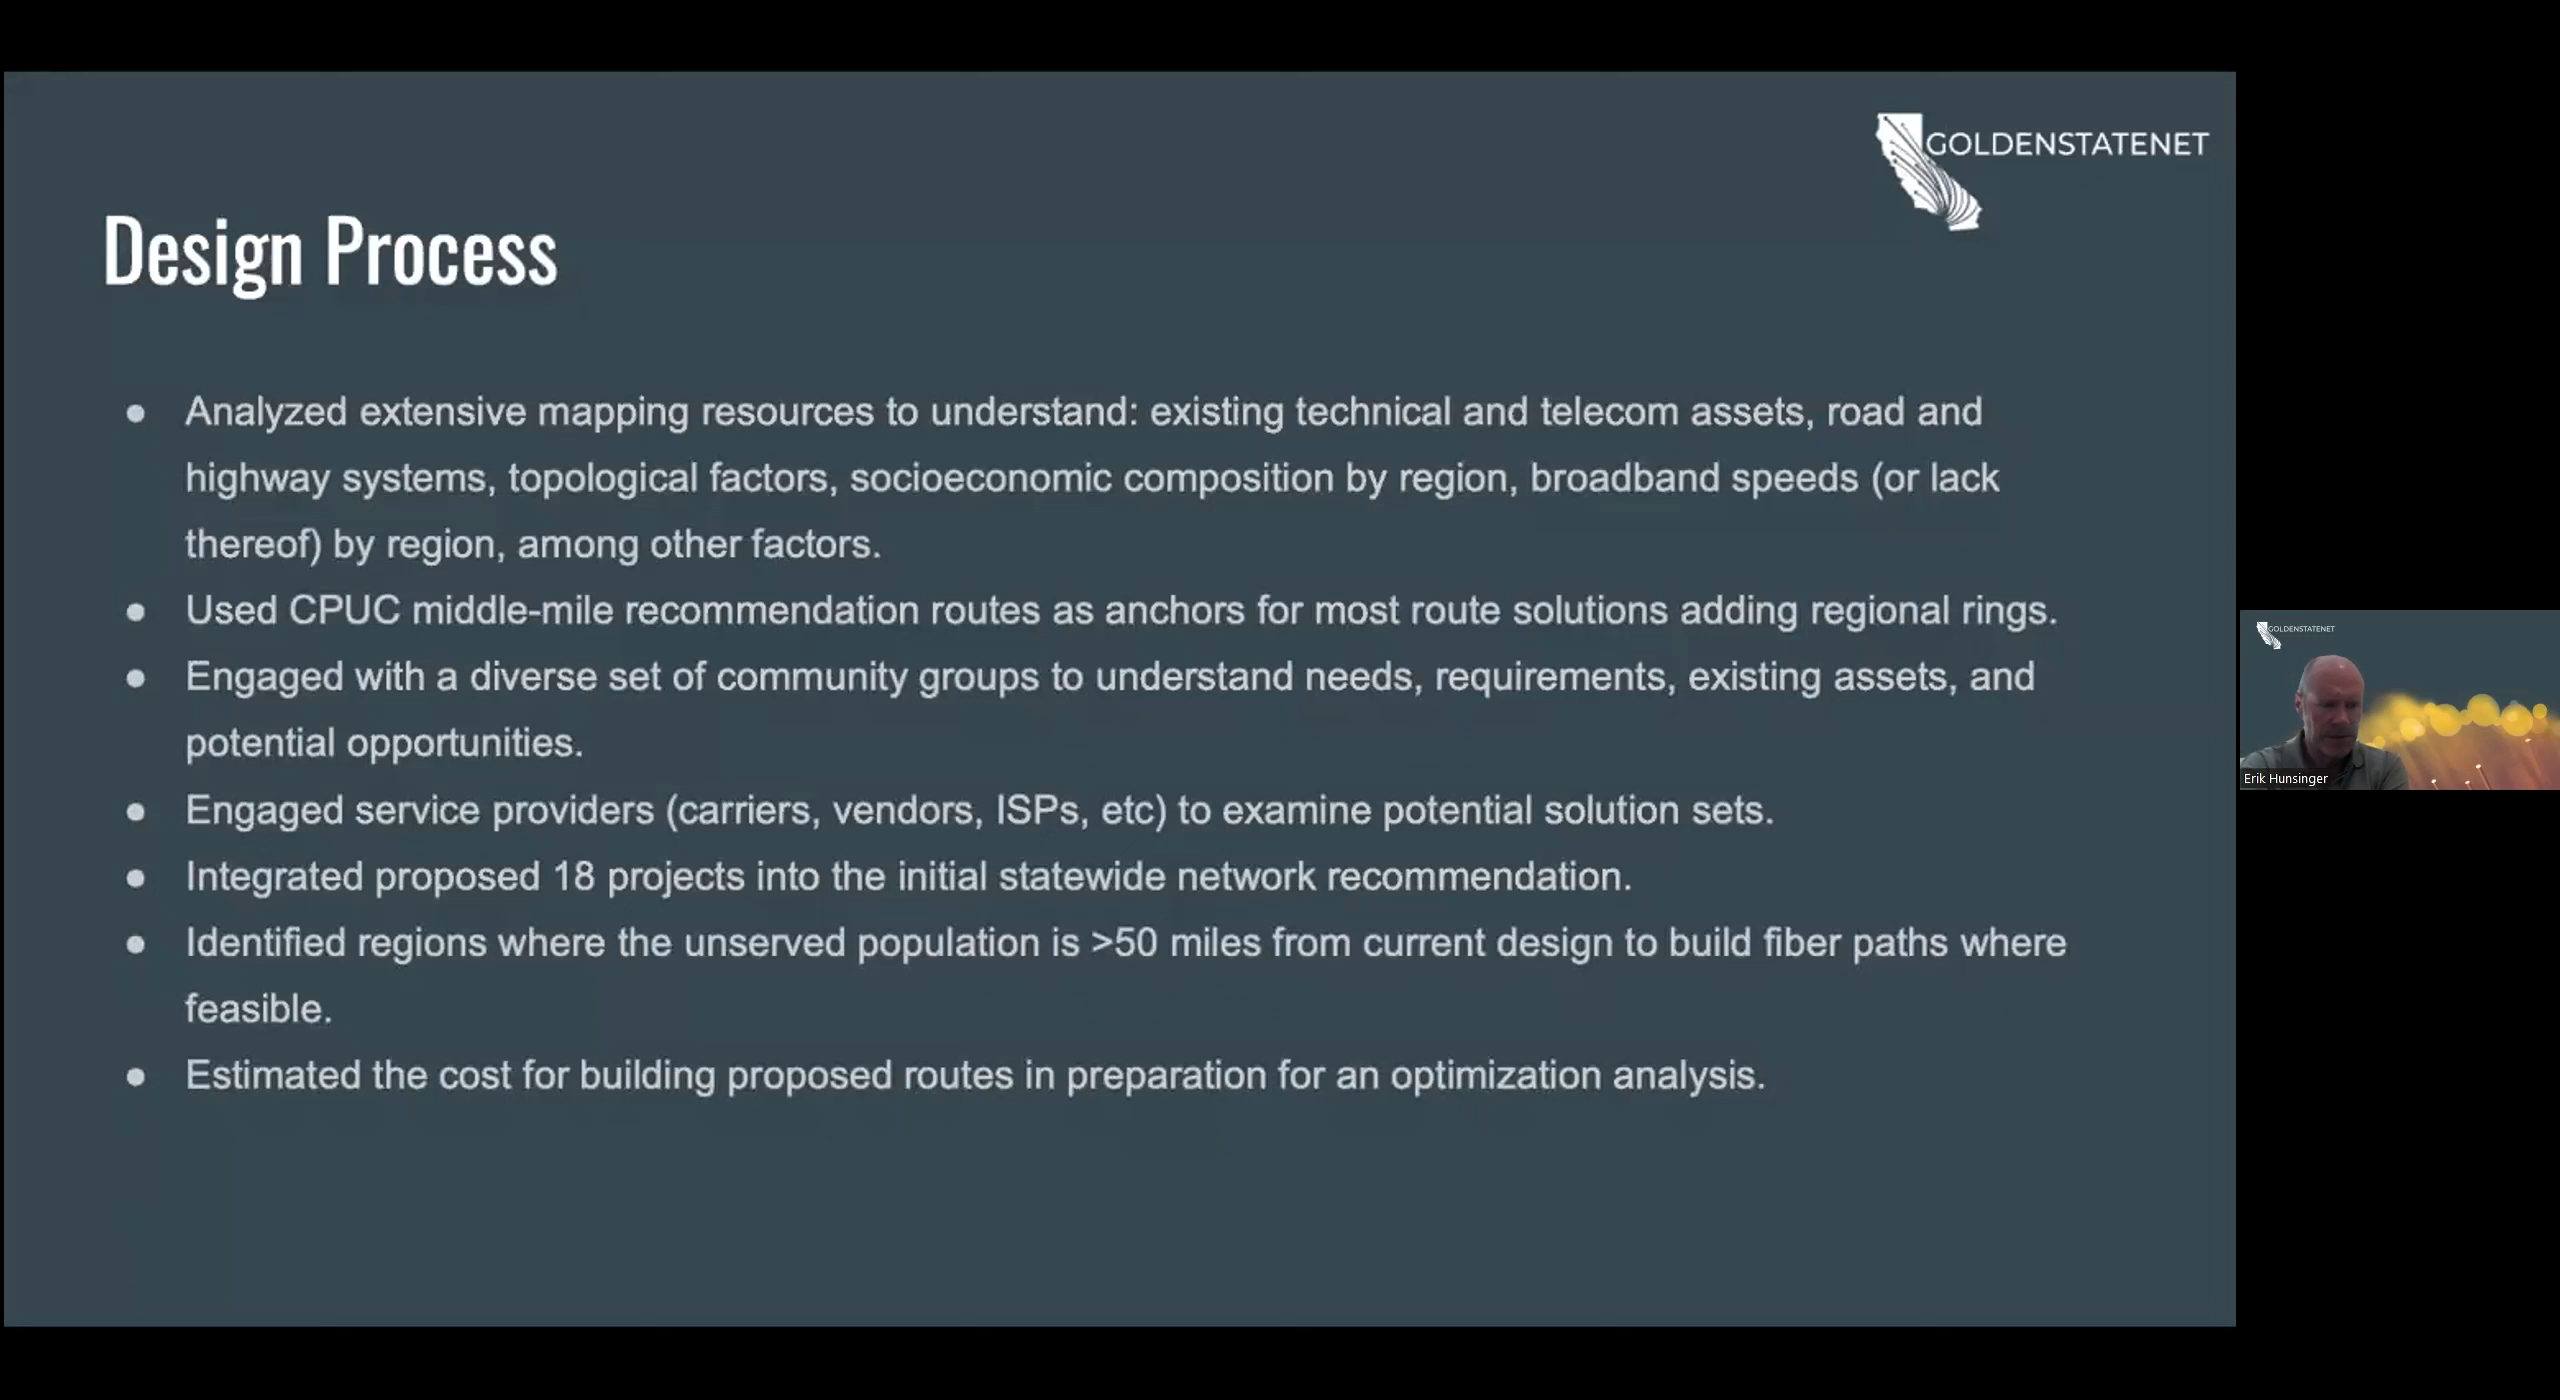 GOLDENSTATENET
Design Process
● Analyzed extensive mapping resources to understand: existing technical and telecom assets, road and
highway systems, topological factors, socioeconomic composition by region, broadband speeds (or lack
thereof) by region, among other factors.
● Used CPUC middle-mile recommendation routes as anchors for most route solutions adding regional rings.
● Engaged with a diverse set of community groups to understand needs, requirements, existing assets, and
potential opportunities.
● Engaged service providers (carriers, vendors, ISPs, etc) to examine potential solution sets.
● Integrated proposed 18 projects into the initial statewide network recommendation.
● Identified regions where the unserved population is >50 miles from current design to build fiber paths where
feasible.
● Estimated the cost for building proposed routes in preparation for an optimization analysis.
GOLDENSTATENET
Erik Hunsinger